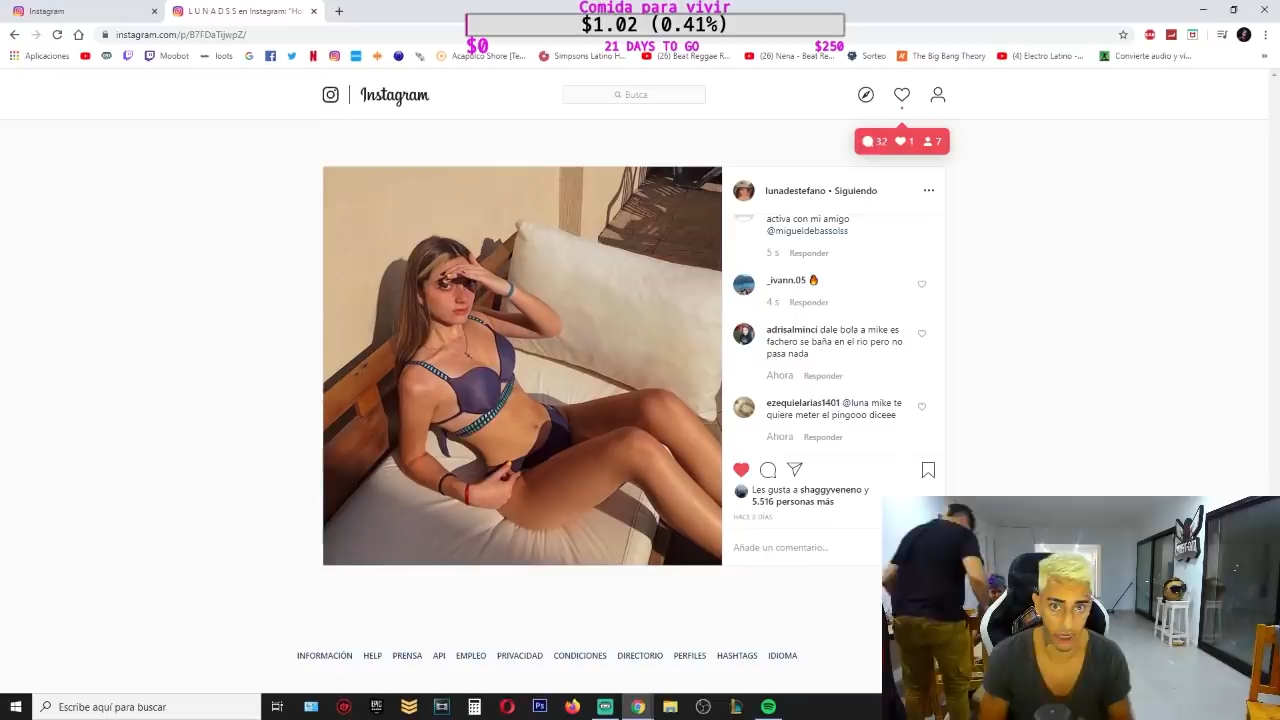 Comida para vivir
$1.02 (0.41%)
$0
21 DAYS TO GO
$250
Instagram
L U N A D S S en Instagram: "Ho
instagram.com/p/B7FDaTijwpZ/
Aplicaciones
Moobot
loots
Acapulco Shore [Te...
Simpsons Latino H...
(25) Beat Reggae R...
(26) Nena - Beat Re...
Sorteo
The Big Bang Theory
(4) Electro Latino -...
Convierte audio y ví...
Instagram
Busca
32
1
7
lunadestefano • Siguiendo
activa con mi amigo
@migueldebassolss
5 s Responder
_ivann.05 🔥
4 s Responder
adrisalminci dale bola a mike es
fachero se baña en el rio pero no
pasa nada
Ahora Responder
ezequielarias1401 @luna mike te
quiere meter el pingooo diceee
Ahora Responder
Les gusta a shaggyveneno y
5.516 personas más
HACE 2 DÍAS
Añade un comentario...
INFORMACIÓN HELP PRENSA API EMPLEO PRIVACIDAD CONDICIONES DIRECTORIO PERFILES HASHTAGS IDIOMA
Escribe aquí para buscar